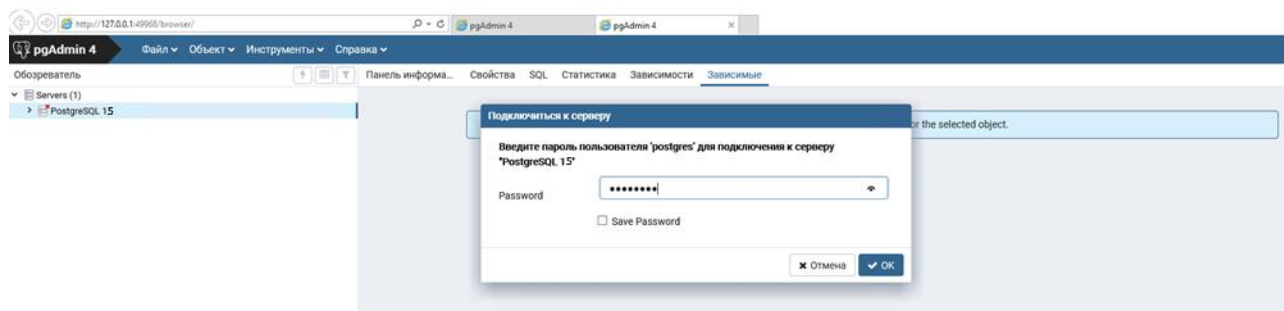 http://127.0.0.1:49968/browser/
pgAdmin 4
pgAdmin 4
pgAdmin 4
Файл
Объект
Инструменты
Справка
Обозреватель
Панель информа...
Свойства
SQL
Статистика
Зависимости
Зависимые
Servers (1)
PostgreSQL 15
Подключиться к серверу
or the selected object.
Введите пароль пользователя 'postgres' для подключения к серверу
"PostgreSQL 15"
Password
••••••••
Save Password
Отмена
OK